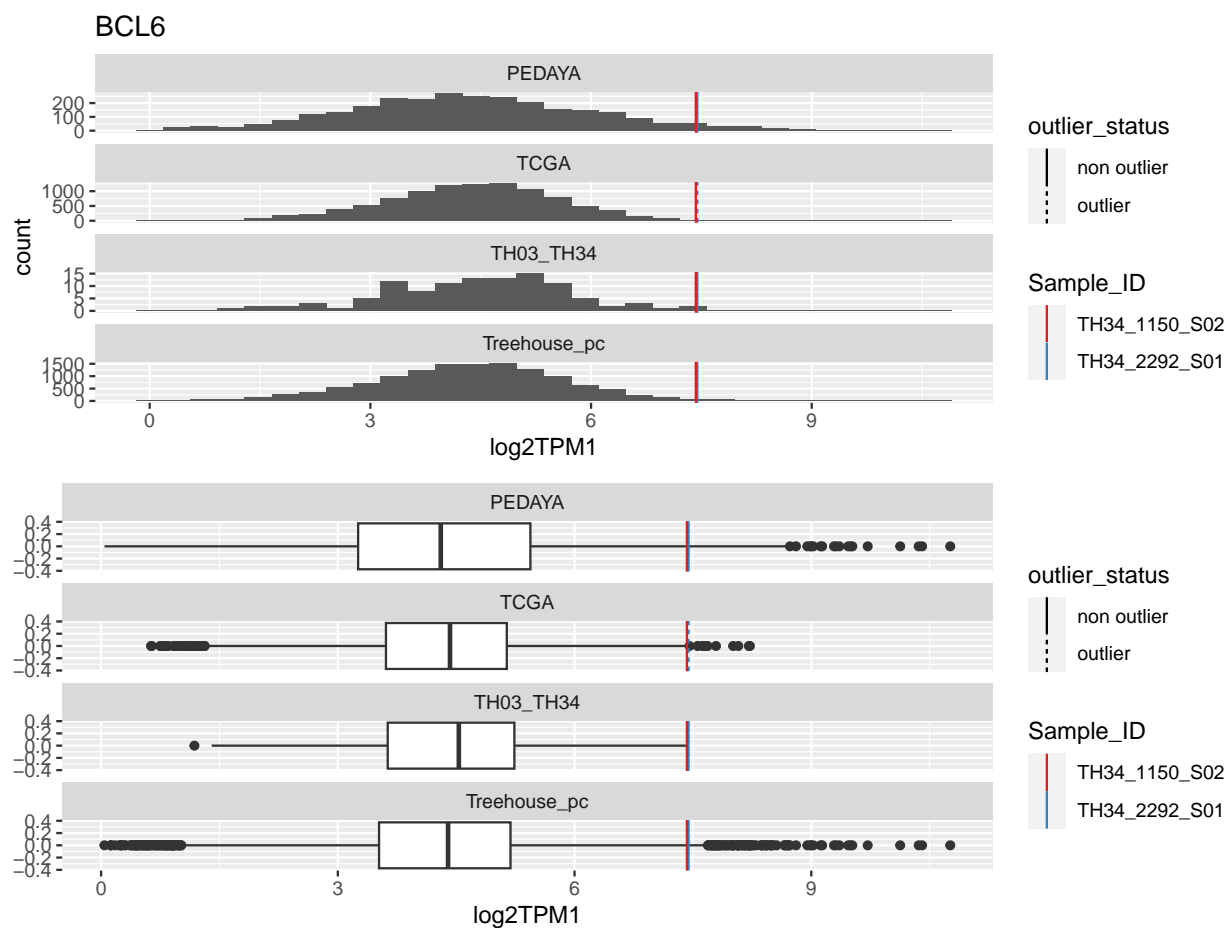 BCL6
PEDAYA
200
100
0
TCGA
1000
500
0
TH03_TH34
15
10
5
0
Treehouse_pc
1500
1000
500
0
0 3 6 9
log2TPM1
count
outlier_status
non outlier
outlier
Sample_ID
TH34_1150_S02
TH34_2292_S01
PEDAYA
0.4
0.2
0.0
−0.2
−0.4
TCGA
0.4
0.2
0.0
−0.2
−0.4
TH03_TH34
0.4
0.2
0.0
−0.2
−0.4
Treehouse_pc
0.4
0.2
0.0
−0.2
−0.4
0 3 6 9
log2TPM1
outlier_status
non outlier
outlier
Sample_ID
TH34_1150_S02
TH34_2292_S01